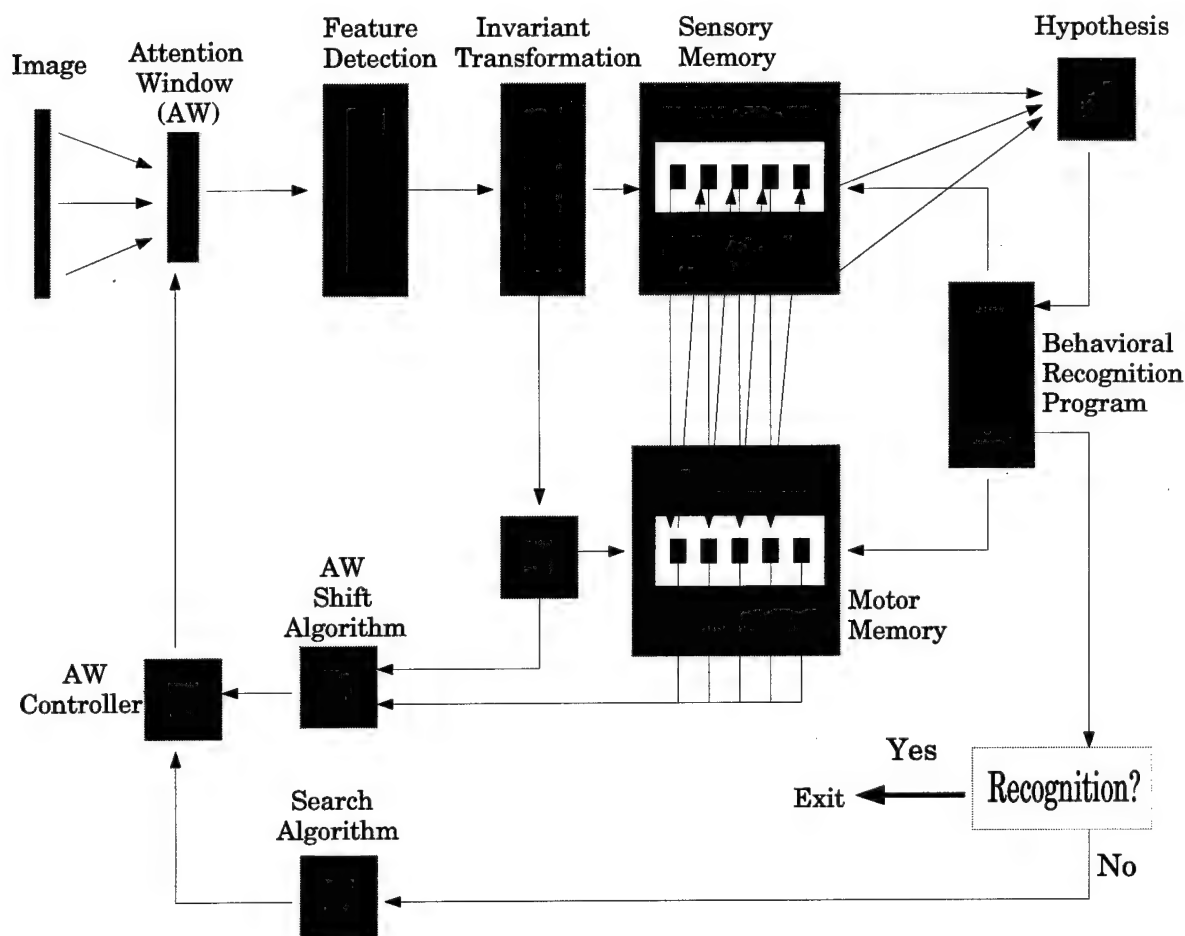 Image
Attention
Window
(AW)
Feature
Detection
Invariant
Transformation
Sensory
Memory
Hypothesis
Behavioral
Recognition
Program
AW
Shift
Algorithm
Motor
Memory
AW
Controller
Search
Algorithm
Yes
Exit
Recognition?
No